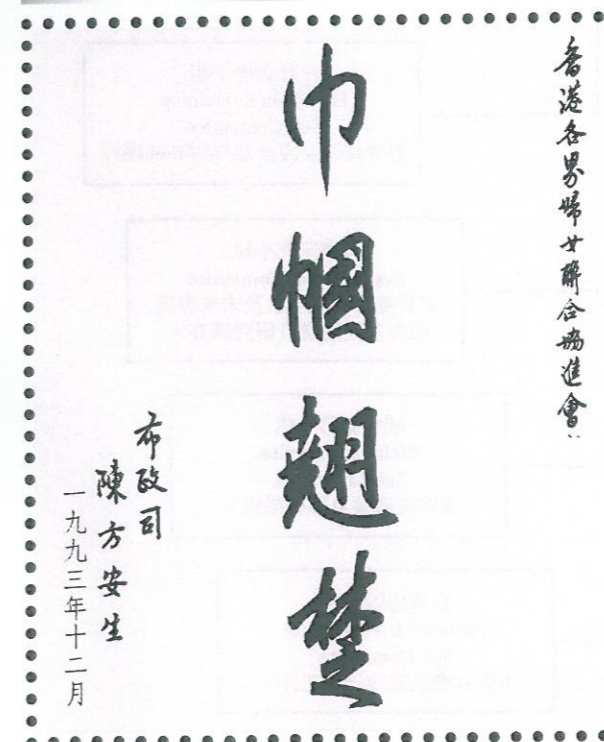 香港各界婦女聯合協進會：
巾幗翹楚
布政司
陳方安生
一九九三年十二月